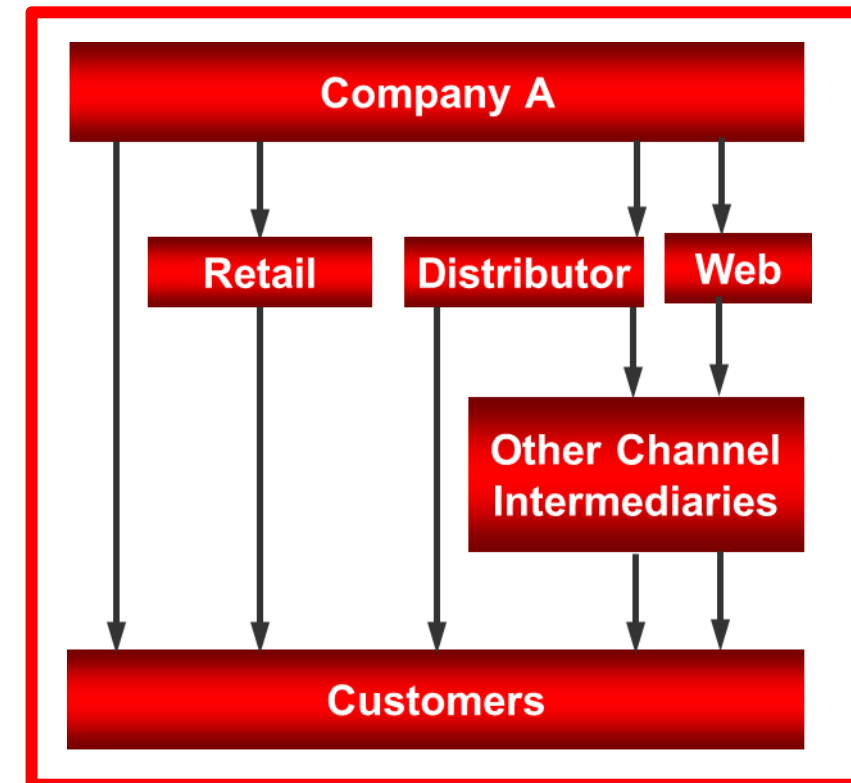 Company A
Retail
Distributor
Web
Other Channel
Intermediaries
Customers